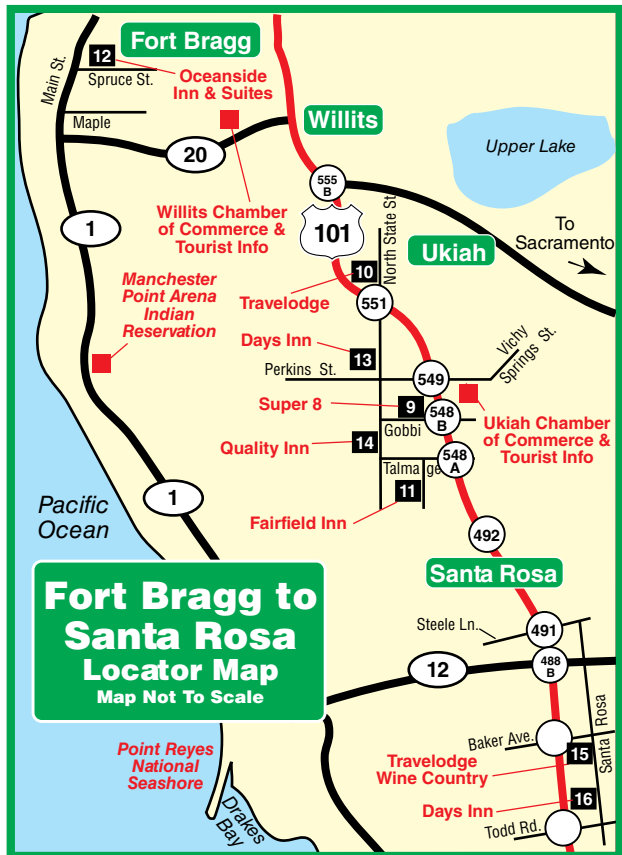 Fort Bragg
12
Main St.
Spruce St.
Oceanside
Inn & Suites
Maple
Willits
20
Upper Lake
555
B
Willits Chamber
of Commerce &
Tourist Info
1
101
North State St.
Ukiah
To
Sacramento
10
Manchester
Point Arena
Indian
Reservation
Travelodge
551
Days Inn
13
Vichy
Springs St.
Perkins St.
549
Super 8
9
548
B
Gobbi
Ukiah Chamber
of Commerce &
Tourist Info
Quality Inn
14
548
A
Talmage
11
Fairfield Inn
1
Pacific
Ocean
492
Santa Rosa
Fort Bragg to
Santa Rosa
Locator Map
Map Not To Scale
Steele Ln.
491
12
488
B
Santa Rosa
Baker Ave.
Point Reyes
National
Seashore
15
Travelodge
Wine Country
16
Days Inn
Drakes
Bay
Todd Rd.